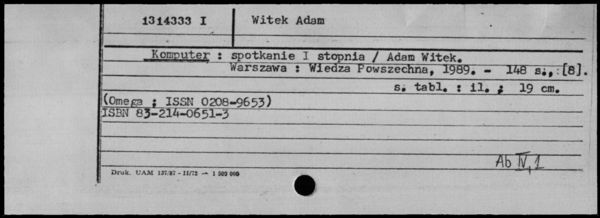 1314333 I
Witek Adam
Komputer : spotkanie I stopnia / Adam Witek.
Warszawa : Wiedza Powszechna, 1989. - 148 s., [8].
s. tabl. : il. ; 19 cm.
(Omega ; ISSN 0208-9653)
ISBN 83-214-0651-3
Ab IV,1
Druk. UAM 137/87 - 11/72 → 1 500 000